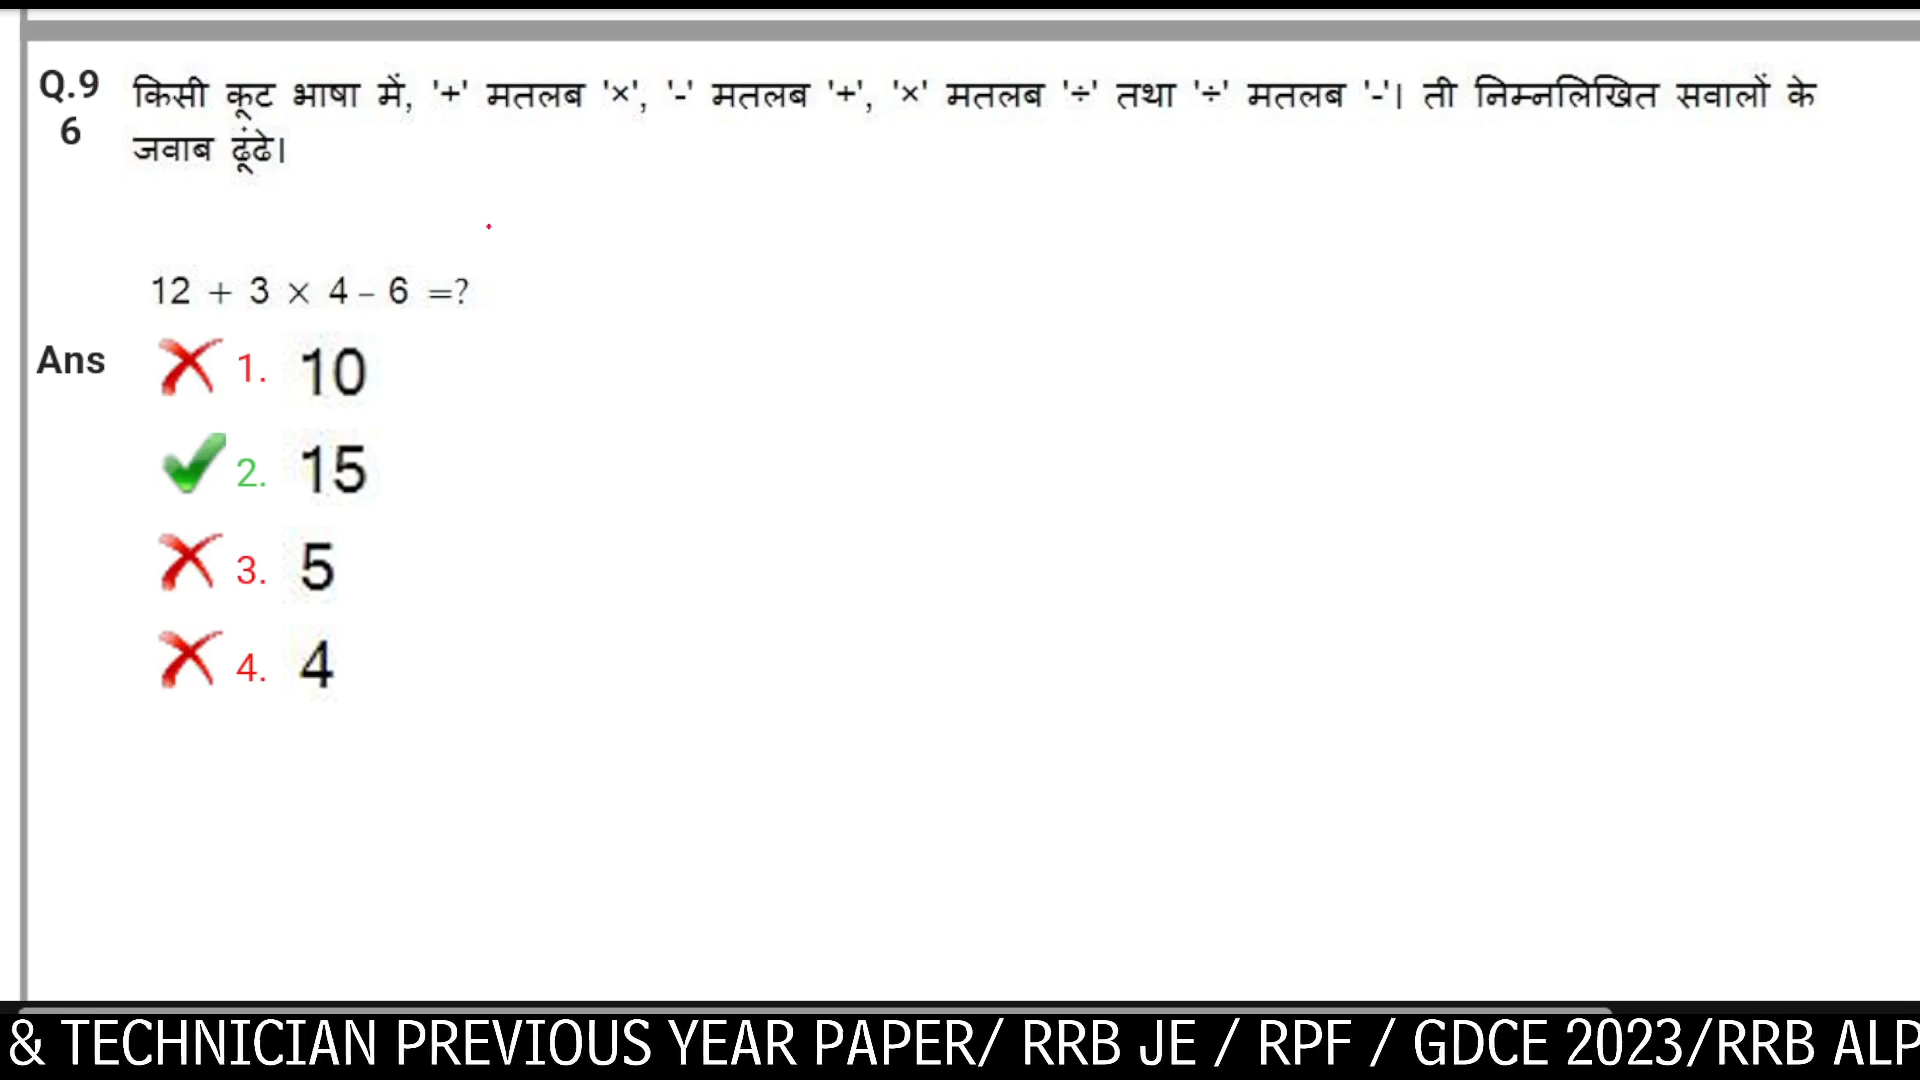 Q.9 किसी कूट भाषा में, '+' मतलब '×', '-' मतलब '+', '×' मतलब '÷' तथा '÷' मतलब '-'। ती निम्नलिखित सवालों के
6 जवाब ढूंढे।
12 + 3 × 4 – 6 =?
Ans 1. 10
2. 15
3. 5
4. 4
& TECHNICIAN PREVIOUS YEAR PAPER/ RRB JE / RPF / GDCE 2023/RRB ALP